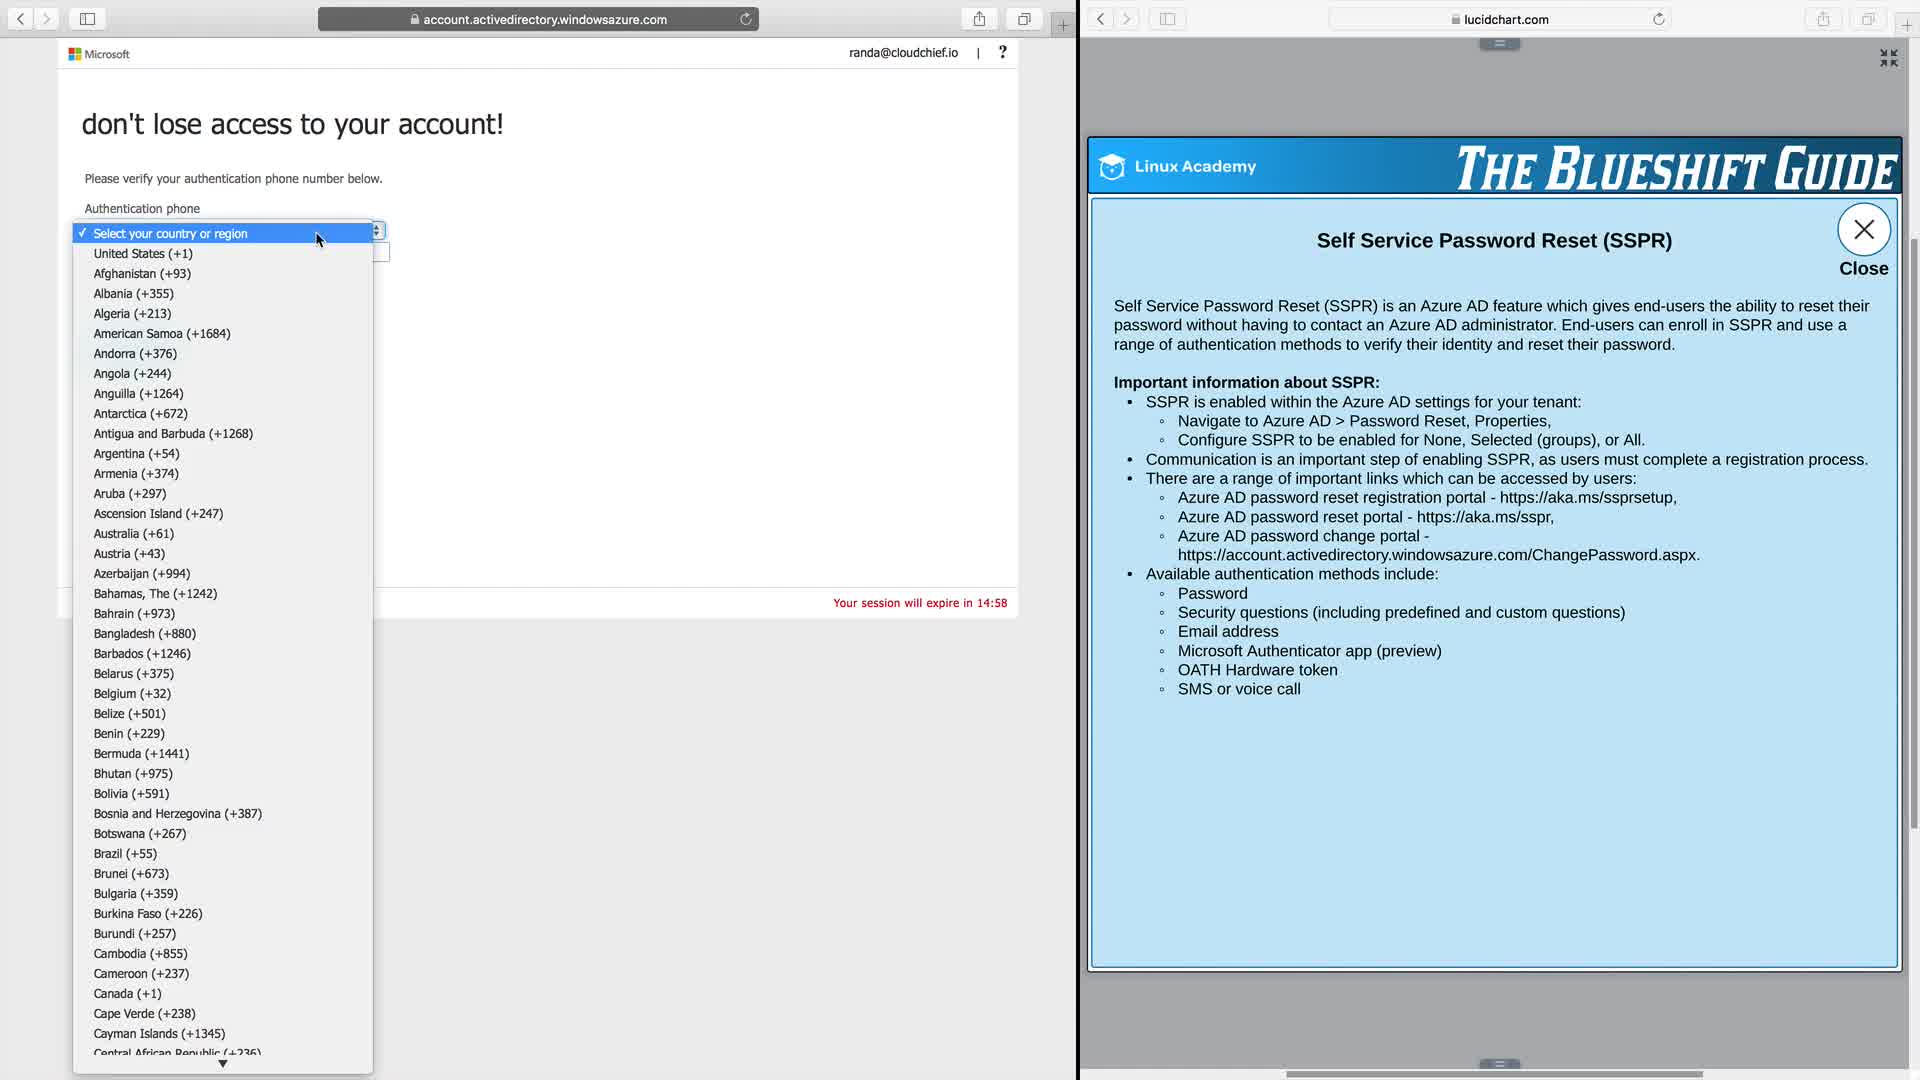 account.activedirectory.windowsazure.com
Microsoft
randa@cloudchief.io | ?
don't lose access to your account!
Please verify your authentication phone number below.
Authentication phone
✓ Select your country or region
United States (+1)
Afghanistan (+93)
Albania (+355)
Algeria (+213)
American Samoa (+1684)
Andorra (+376)
Angola (+244)
Anguilla (+1264)
Antarctica (+672)
Antigua and Barbuda (+1268)
Argentina (+54)
Armenia (+374)
Aruba (+297)
Ascension Island (+247)
Australia (+61)
Austria (+43)
Azerbaijan (+994)
Bahamas, The (+1242)
Bahrain (+973)
Bangladesh (+880)
Barbados (+1246)
Belarus (+375)
Belgium (+32)
Belize (+501)
Benin (+229)
Bermuda (+1441)
Bhutan (+975)
Bolivia (+591)
Bosnia and Herzegovina (+387)
Botswana (+267)
Brazil (+55)
Brunei (+673)
Bulgaria (+359)
Burkina Faso (+226)
Burundi (+257)
Cambodia (+855)
Cameroon (+237)
Canada (+1)
Cape Verde (+238)
Cayman Islands (+1345)
Central African Republic (+236)
Your session will expire in 14:58
lucidchart.com
Linux Academy
THE BLUESHIFT GUIDE
Self Service Password Reset (SSPR)
Close
Self Service Password Reset (SSPR) is an Azure AD feature which gives end-users the ability to reset their
password without having to contact an Azure AD administrator. End-users can enroll in SSPR and use a
range of authentication methods to verify their identity and reset their password.
Important information about SSPR:
• SSPR is enabled within the Azure AD settings for your tenant:
◦ Navigate to Azure AD > Password Reset, Properties,
◦ Configure SSPR to be enabled for None, Selected (groups), or All.
• Communication is an important step of enabling SSPR, as users must complete a registration process.
• There are a range of important links which can be accessed by users:
◦ Azure AD password reset registration portal - https://aka.ms/ssprsetup,
◦ Azure AD password reset portal - https://aka.ms/sspr,
◦ Azure AD password change portal -
https://account.activedirectory.windowsazure.com/ChangePassword.aspx.
• Available authentication methods include:
◦ Password
◦ Security questions (including predefined and custom questions)
◦ Email address
◦ Microsoft Authenticator app (preview)
◦ OATH Hardware token
◦ SMS or voice call